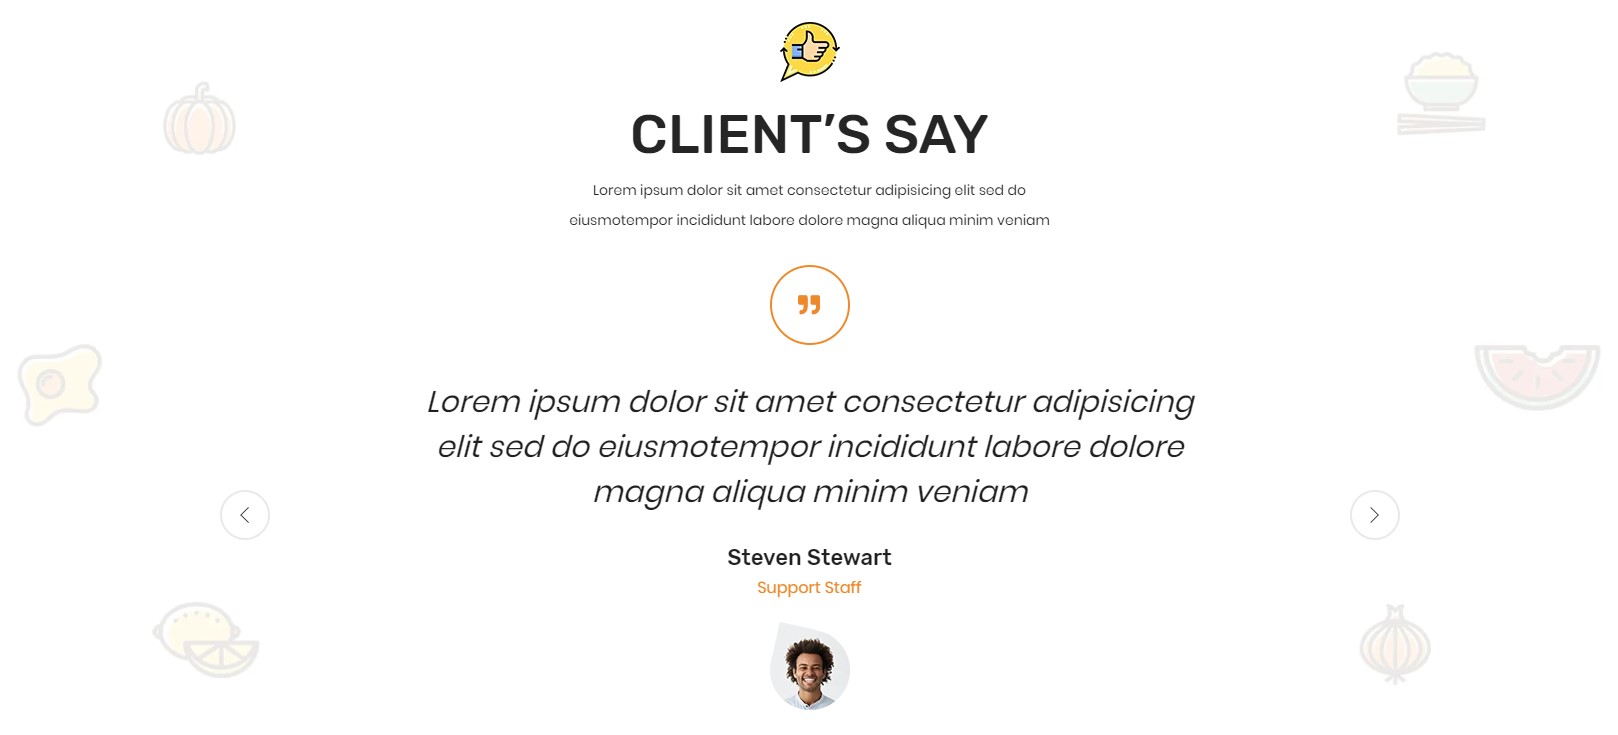 CLIENT’S SAY
Lorem ipsum dolor sit amet consectetur adipisicing elit sed do
eiusmotempor incididunt labore dolore magna aliqua minim veniam
Lorem ipsum dolor sit amet consectetur adipisicing
elit sed do eiusmotempor incididunt labore dolore
magna aliqua minim veniam
Steven Stewart
Support Staff